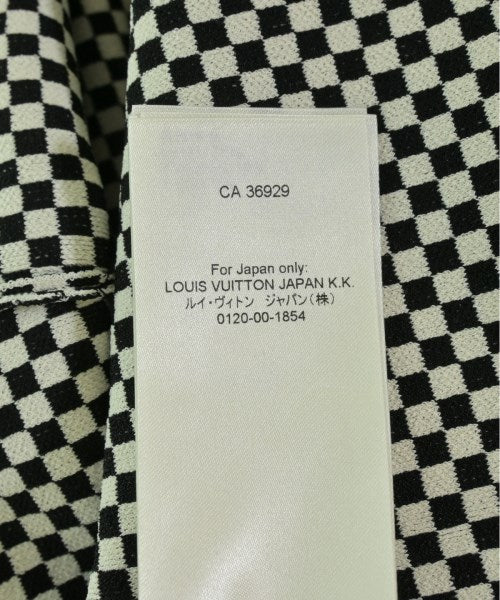 CA 36929
For Japan only:
LOUIS VUITTON JAPAN K.K.
ルイ・ヴィトン ジャパン(株)
0120-00-1854